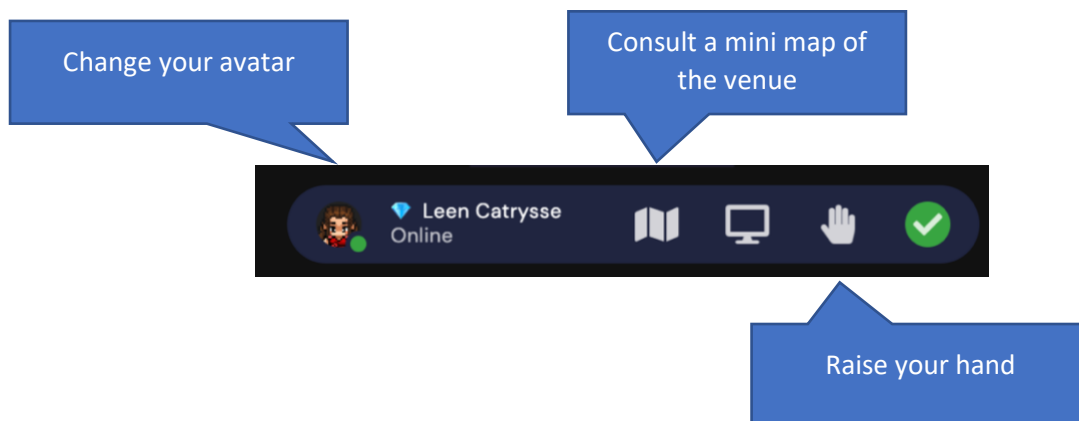 Change your avatar
Consult a mini map of
the venue
Leen Catrysse
Online
Raise your hand